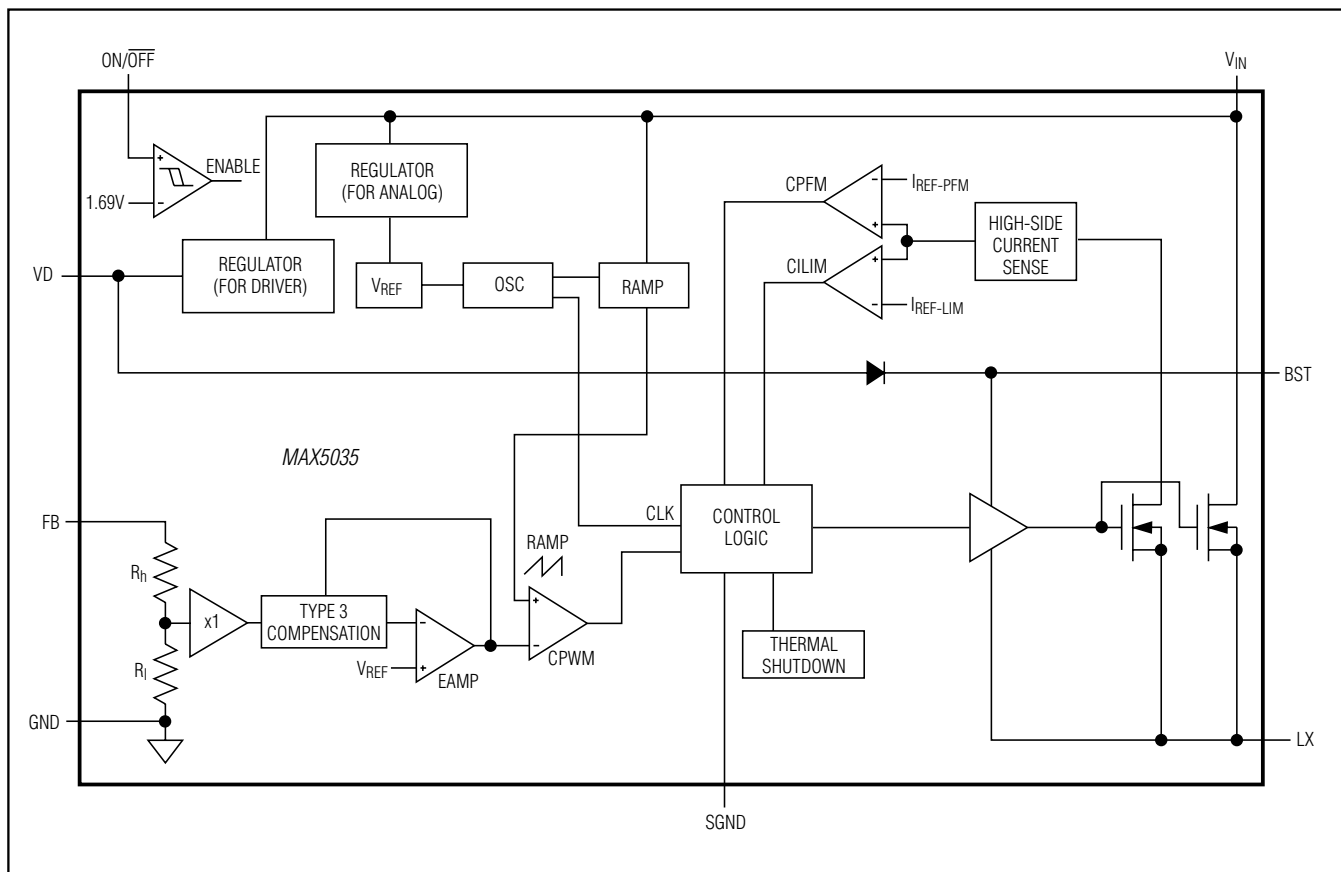 ON/OFF
VIN
ENABLE
1.69V
REGULATOR
(FOR ANALOG)
CPFM
IREF-PFM
HIGH-SIDE
CURRENT
SENSE
VD
REGULATOR
(FOR DRIVER)
VREF
OSC
RAMP
CILIM
IREF-LIM
BST
MAX5035
FB
CLK
CONTROL
LOGIC
RAMP
Rh
x1
TYPE 3
COMPENSATION
VREF
EAMP
CPWM
THERMAL
SHUTDOWN
Rl
GND
LX
SGND